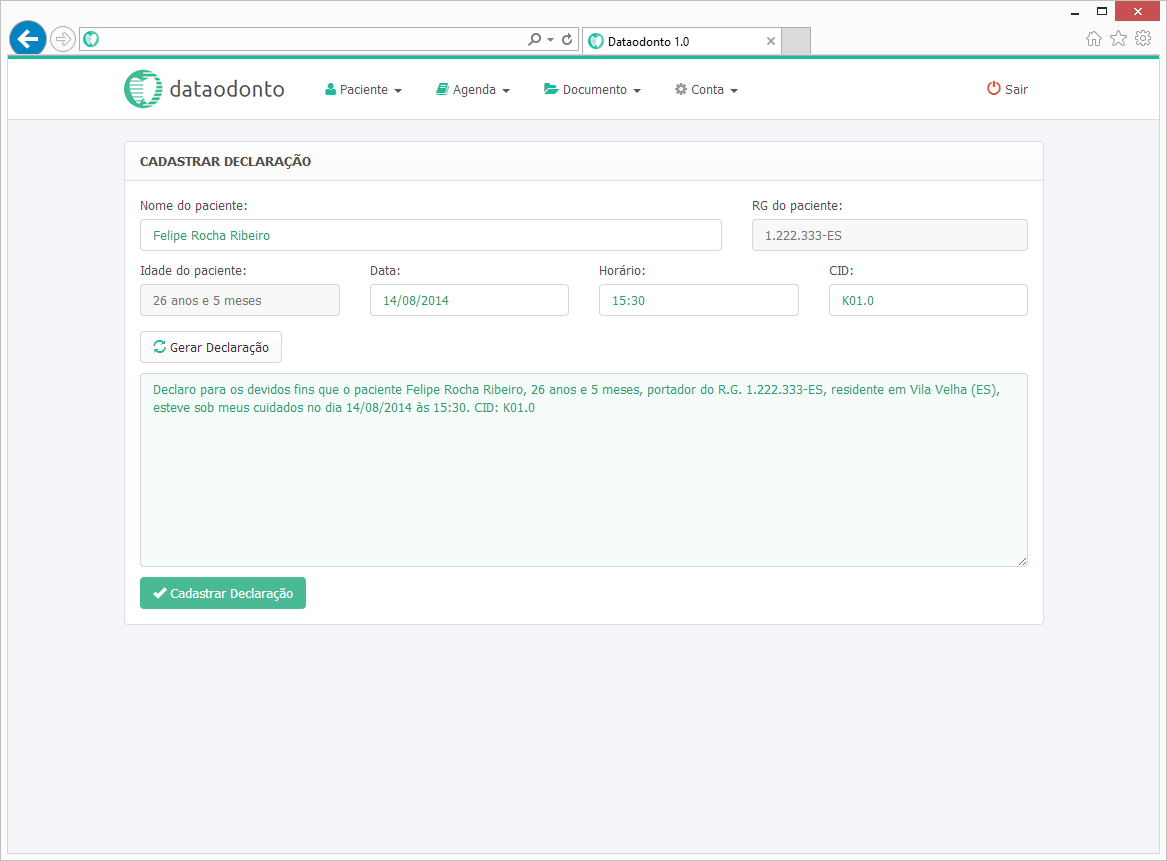 Dataodonto 1.0
dataodonto Paciente Agenda Documento Conta Sair
CADASTRAR DECLARAÇÃO
Nome do paciente: RG do paciente:
Felipe Rocha Ribeiro 1.222.333-ES
Idade do paciente: Data: Horário: CID:
26 anos e 5 meses 14/08/2014 15:30 K01.0
Gerar Declaração
Declaro para os devidos fins que o paciente Felipe Rocha Ribeiro, 26 anos e 5 meses, portador do R.G. 1.222.333-ES, residente em Vila Velha (ES),
esteve sob meus cuidados no dia 14/08/2014 às 15:30. CID: K01.0
Cadastrar Declaração